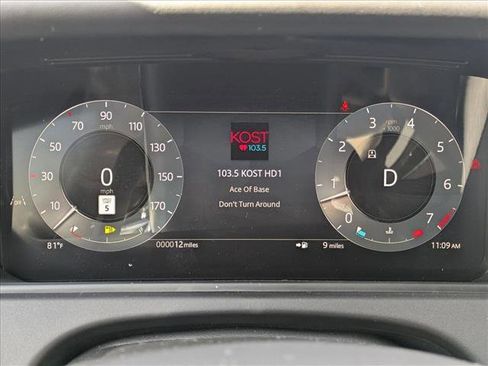 90
mph
70
110
50
130
30
150
10
170
0
mph
5
KOST
103.5
103.5 KOST HD1
Ace Of Base
Don't Turn Around
rpm
x1000
0
1
2
3
4
5
6
7
D
81°F
000012 miles
9 miles
11:09 AM